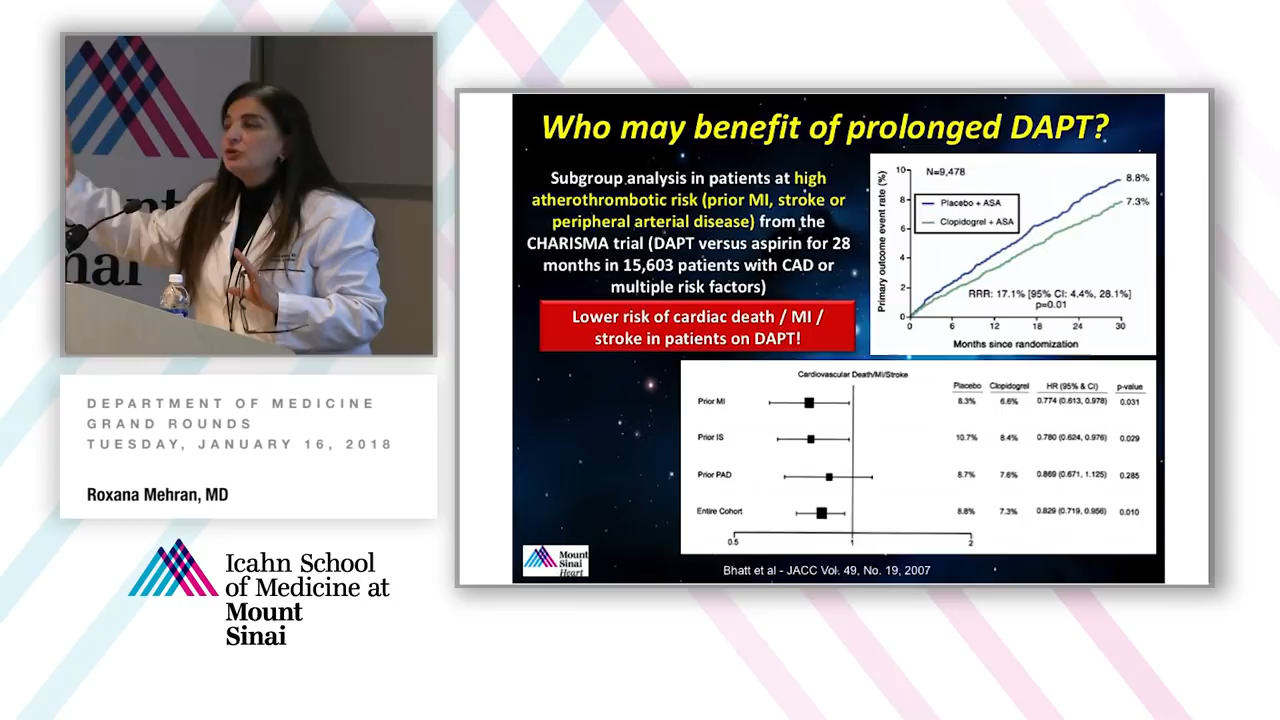 nt
nai
DEPARTMENT OF MEDICINE
GRAND ROUNDS
TUESDAY, JANUARY 16, 2018
Roxana Mehran, MD
Icahn School
of Medicine at
Mount
Sinai
Who may benefit of prolonged DAPT?
Subgroup analysis in patients at high
atherothrombotic risk (prior MI, stroke or
peripheral arterial disease) from the
CHARISMA trial (DAPT versus aspirin for 28
months in 15,603 patients with CAD or
multiple risk factors)
Lower risk of cardiac death / MI /
stroke in patients on DAPT!
Primary outcome event rate (%)
N=9,478
Placebo + ASA
Clopidogrel + ASA
8.8%
7.3%
RRR: 17.1% [95% CI: 4.4%, 28.1%]
p=0.01
10
8
6
4
2
0
0 6 12 18 24 30
Months since randomization
Cardiovascular Death/MI/Stroke
Placebo Clopidogrel HR (95% & CI) p-value
Prior MI 8.3% 6.6% 0.774 (0.613, 0.978) 0.031
Prior IS 10.7% 8.4% 0.780 (0.624, 0.976) 0.029
Prior PAD 8.7% 7.6% 0.869 (0.671, 1.125) 0.285
Entire Cohort 8.8% 7.3% 0.829 (0.719, 0.956) 0.010
0.5 1 2
Mount
Sinai
Heart
Bhatt et al - JACC Vol. 49, No. 19, 2007